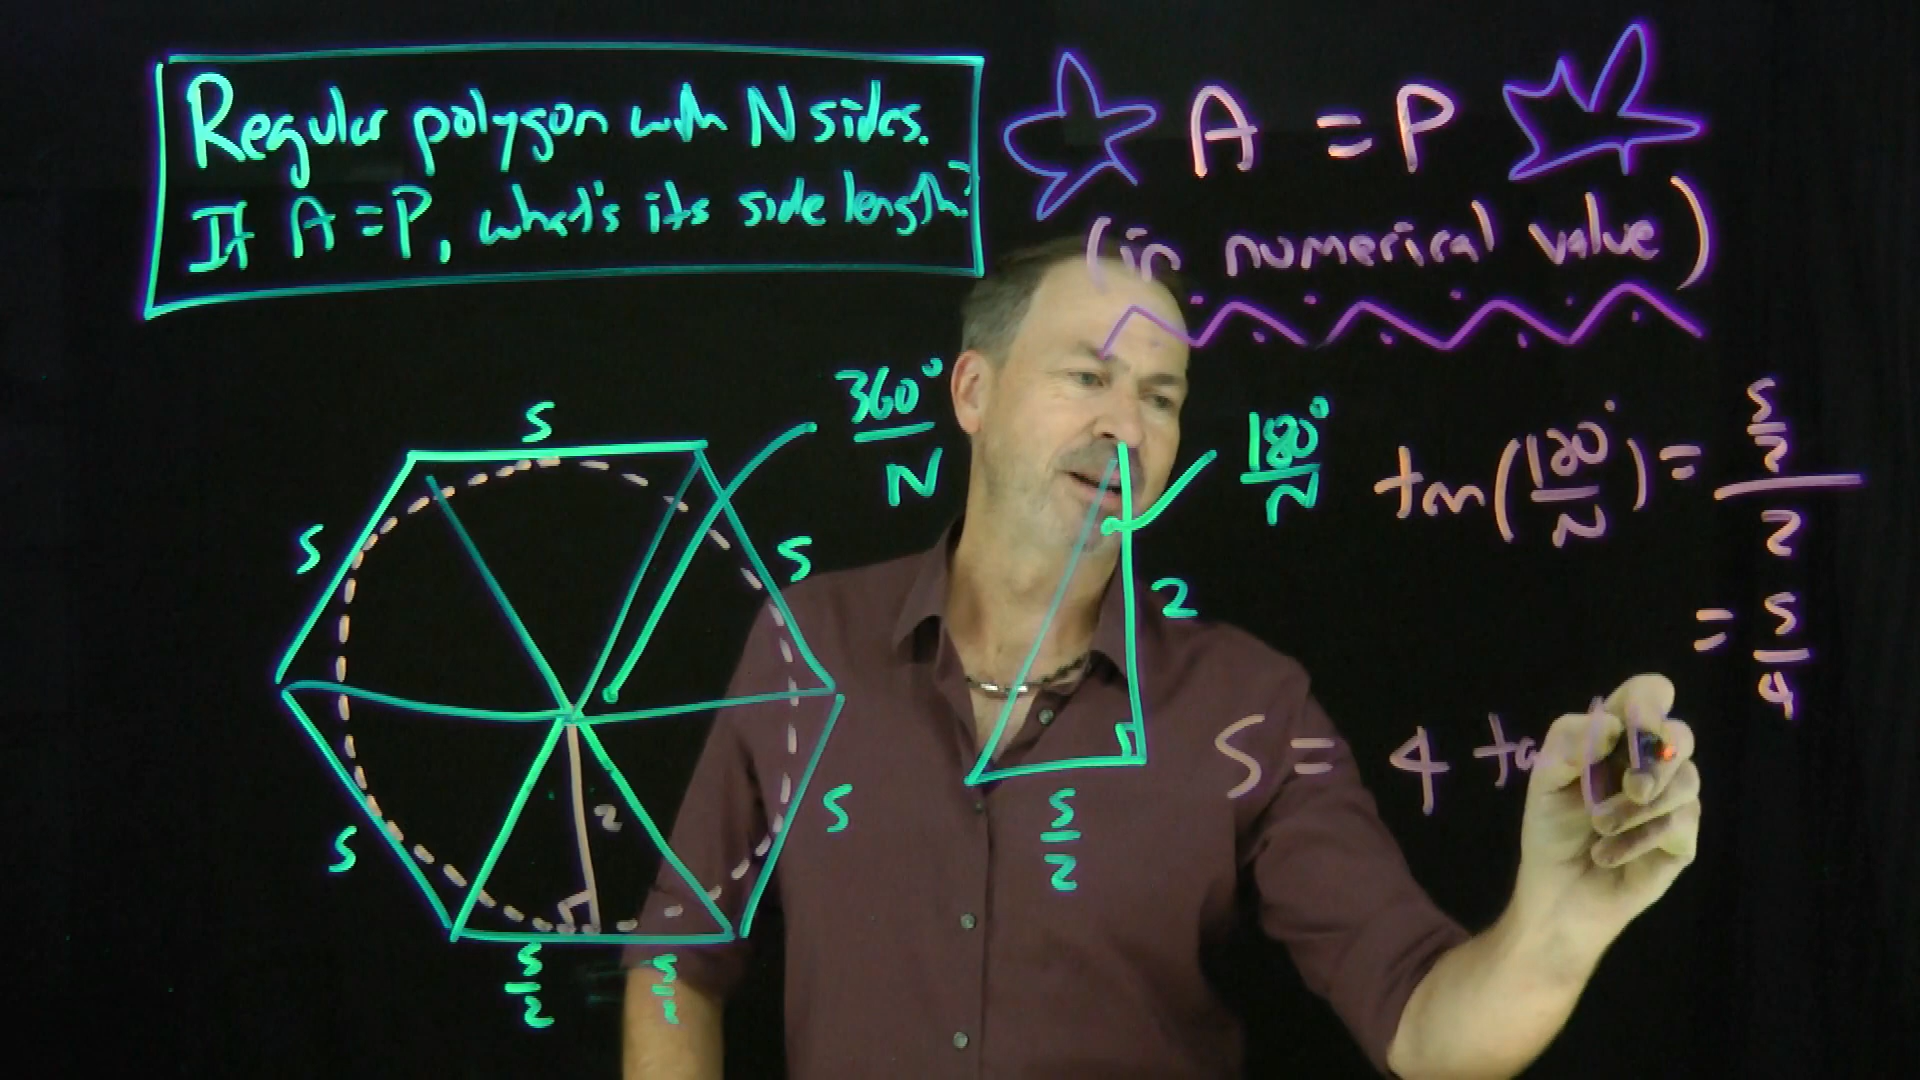 Regular polygon with N sides.
If A = P, what's its side length?
A = P
(in numerical value)
360°
N
180°
N
tan(180°/N) = s/2
2
= s/4
s = 4 tan(1
s
s
s
s
s
2
s/2
s/2
2
s/2